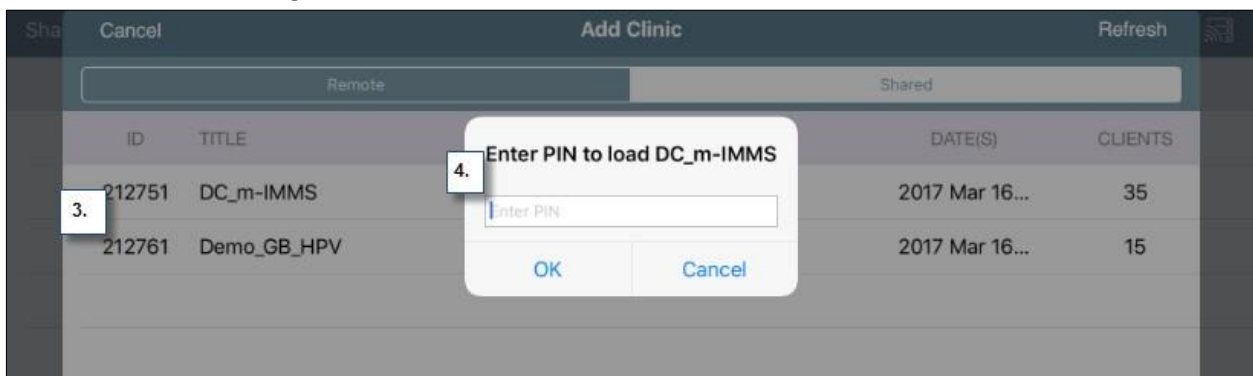 Sha Cancel Add Clinic Refresh
Remote Shared
ID TITLE DATE(S) CLIENTS
Enter PIN to load DC_m-IMMS
4.
212751 DC_m-IMMS 2017 Mar 16... 35
3.
Enter PIN
212761 Demo_GB_HPV 2017 Mar 16... 15
OK Cancel